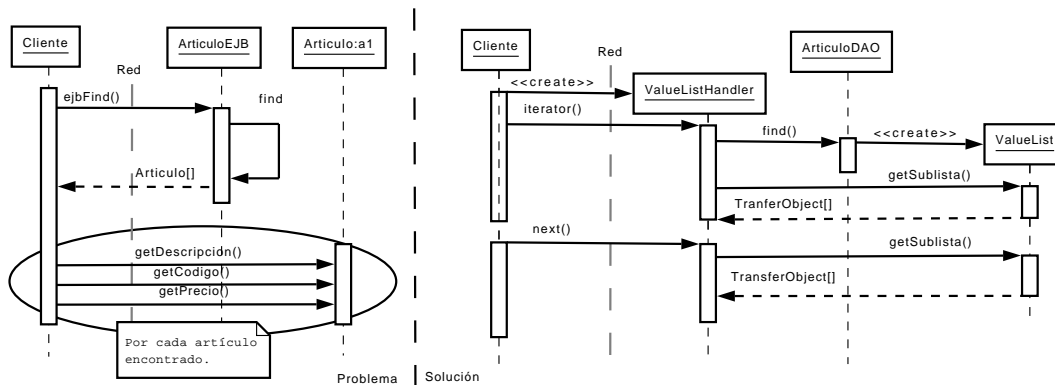 Cliente
ArticuloEJB
Articulo:a1
Red
ejbFind()
find
Articulo[]
getDescripción()
getCodigo()
getPrecio()
Por cada artículo
encontrado.
Problema
Solución
Cliente
Red
ArticuloDAO
<<create>>
ValueListHandler
iterator()
find()
<<create>>
ValueList
getSublista()
TranferObject[]
next()
getSublista()
TransferObject[]